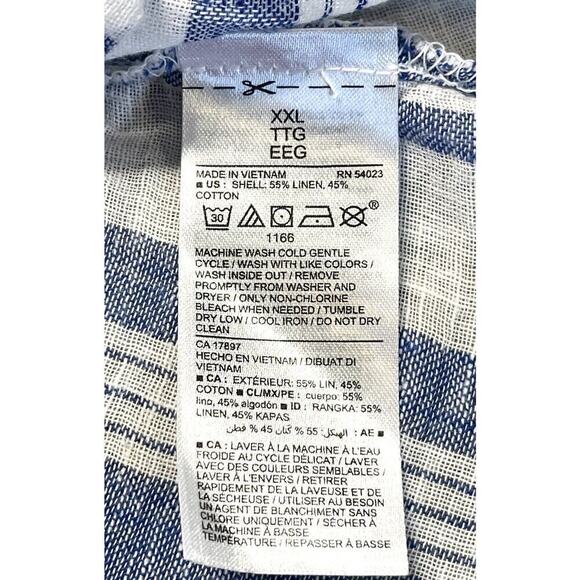 XXL
TTG
EEG
MADE IN VIETNAM RN 54023
■ US : SHELL: 55% LINEN, 45%
COTTON
30 ®
1166
MACHINE WASH COLD GENTLE
CYCLE / WASH WITH LIKE COLORS /
WASH INSIDE OUT / REMOVE
PROMPTLY FROM WASHER AND
DRYER / ONLY NON-CHLORINE
BLEACH WHEN NEEDED / TUMBLE
DRY LOW / COOL IRON / DO NOT DRY
CLEAN
CA 17897
HECHO EN VIETNAM / DIBUAT DI
VIETNAM
■ CA : EXTÉRIEUR: 55% LIN, 45%
COTON ■ CL/MX/PE : cuerpo: 55%
lino, 45% algodón ■ ID : RANGKA: 55%
LINEN, 45% KAPAS
■ AE : الهيكل: 55 % كتان 45 % قطن
■ CA : LAVER À LA MACHINE À L'EAU
FROIDE AU CYCLE DÉLICAT / LAVER
AVEC DES COULEURS SEMBLABLES /
LAVER À L'ENVERS / RETIRER
RAPIDEMENT DE LA LAVEUSE ET DE
LA SÉCHEUSE / UTILISER AU BESOIN
UN AGENT DE BLANCHIMENT SANS
CHLORE UNIQUEMENT / SÉCHER À
LA MACHINE À BASSE
TEMPÉRATURE / REPASSER À BASSE